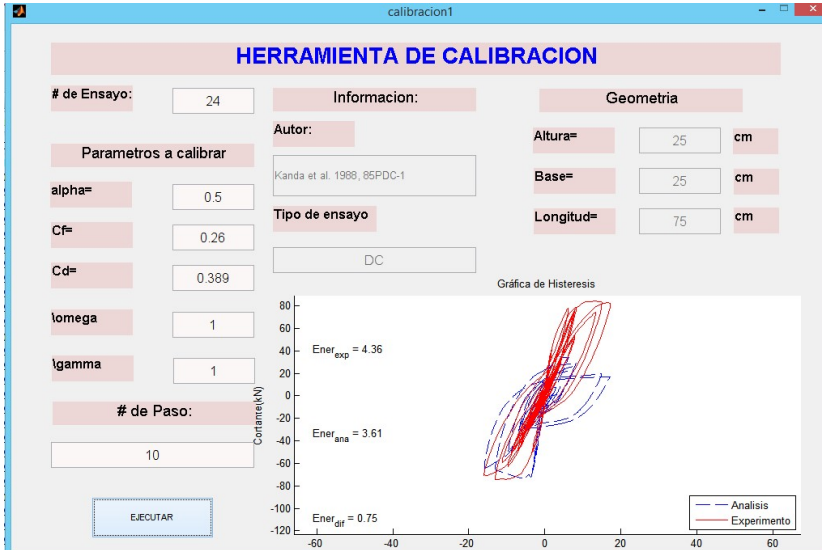 calibracion1
HERRAMIENTA DE CALIBRACION
# de Ensayo:
24
Parametros a calibrar
alpha=
0.5
Cf=
0.26
Cd=
0.389
\omega
1
\gamma
1
# de Paso:
10
EJECUTAR
Informacion:
Autor:
Kanda et al. 1988, 85PDC-1
Tipo de ensayo
DC
Geometria
Altura=
25
cm
Base=
25
cm
Longitud=
75
cm
Gráfica de Histeresis
Cortante(kN)
80
60
40
20
0
-20
-40
-60
-80
-100
-120
Ener_exp = 4.36
Ener_ana = 3.61
Ener_dif = 0.75
-60
-40
-20
0
20
40
60
Analisis
Experimento